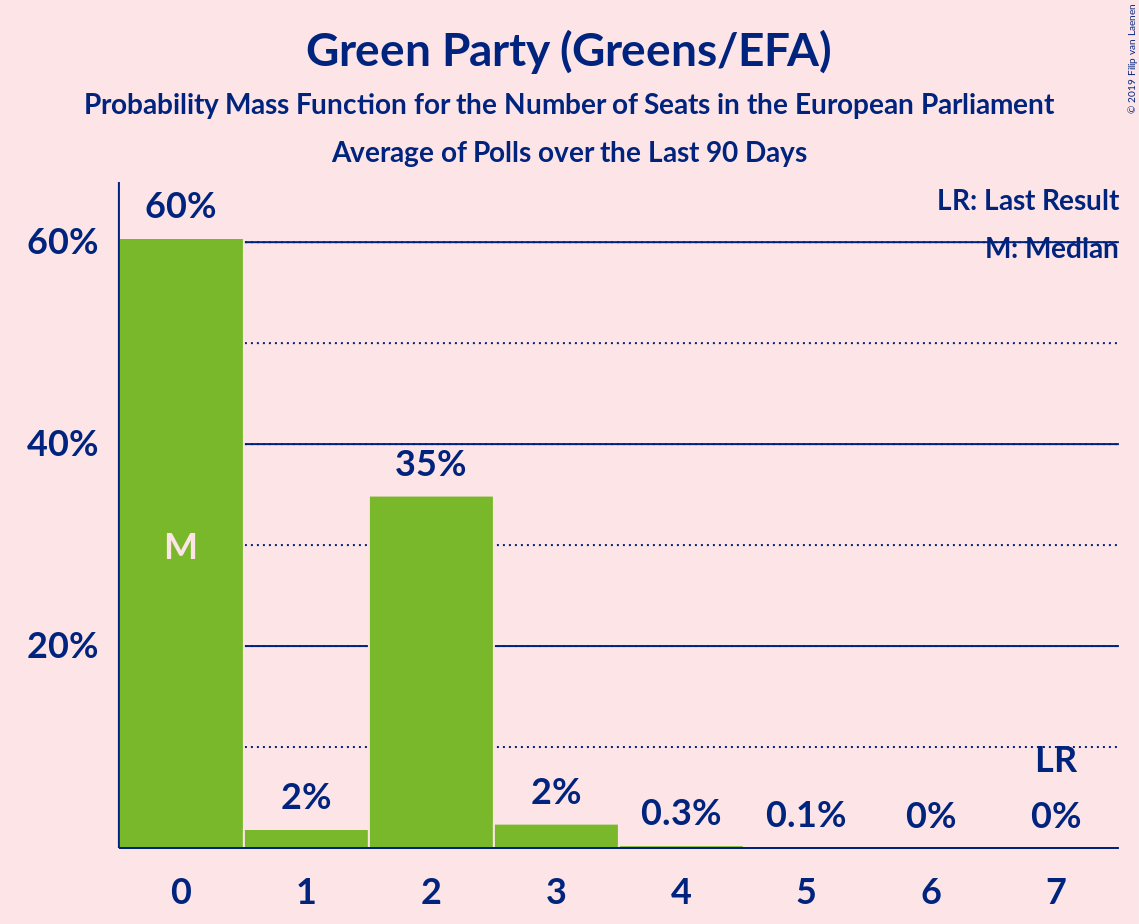 Green Party (Greens/EFA)
Probability Mass Function for the Number of Seats in the European Parliament
Average of Polls over the Last 90 Days
© 2019 Filip van Laenen
LR: Last Result
M: Median
60%
40%
20%
60%
2%
35%
2%
0.3%
0.1%
0%
0%
M
LR
0 1 2 3 4 5 6 7